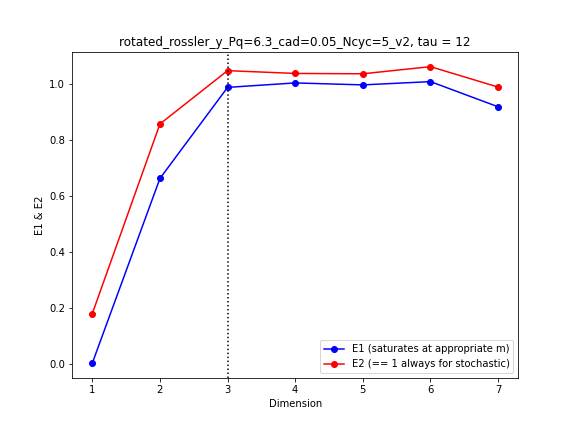 rotated_rossler_y_Pq=6.3_cad=0.05_Ncyc=5_v2, tau = 12
E1 & E2
1.0
0.8
0.6
0.4
0.2
0.0
E1 (saturates at appropriate m)
E2 (== 1 always for stochastic)
1 2 3 4 5 6 7
Dimension